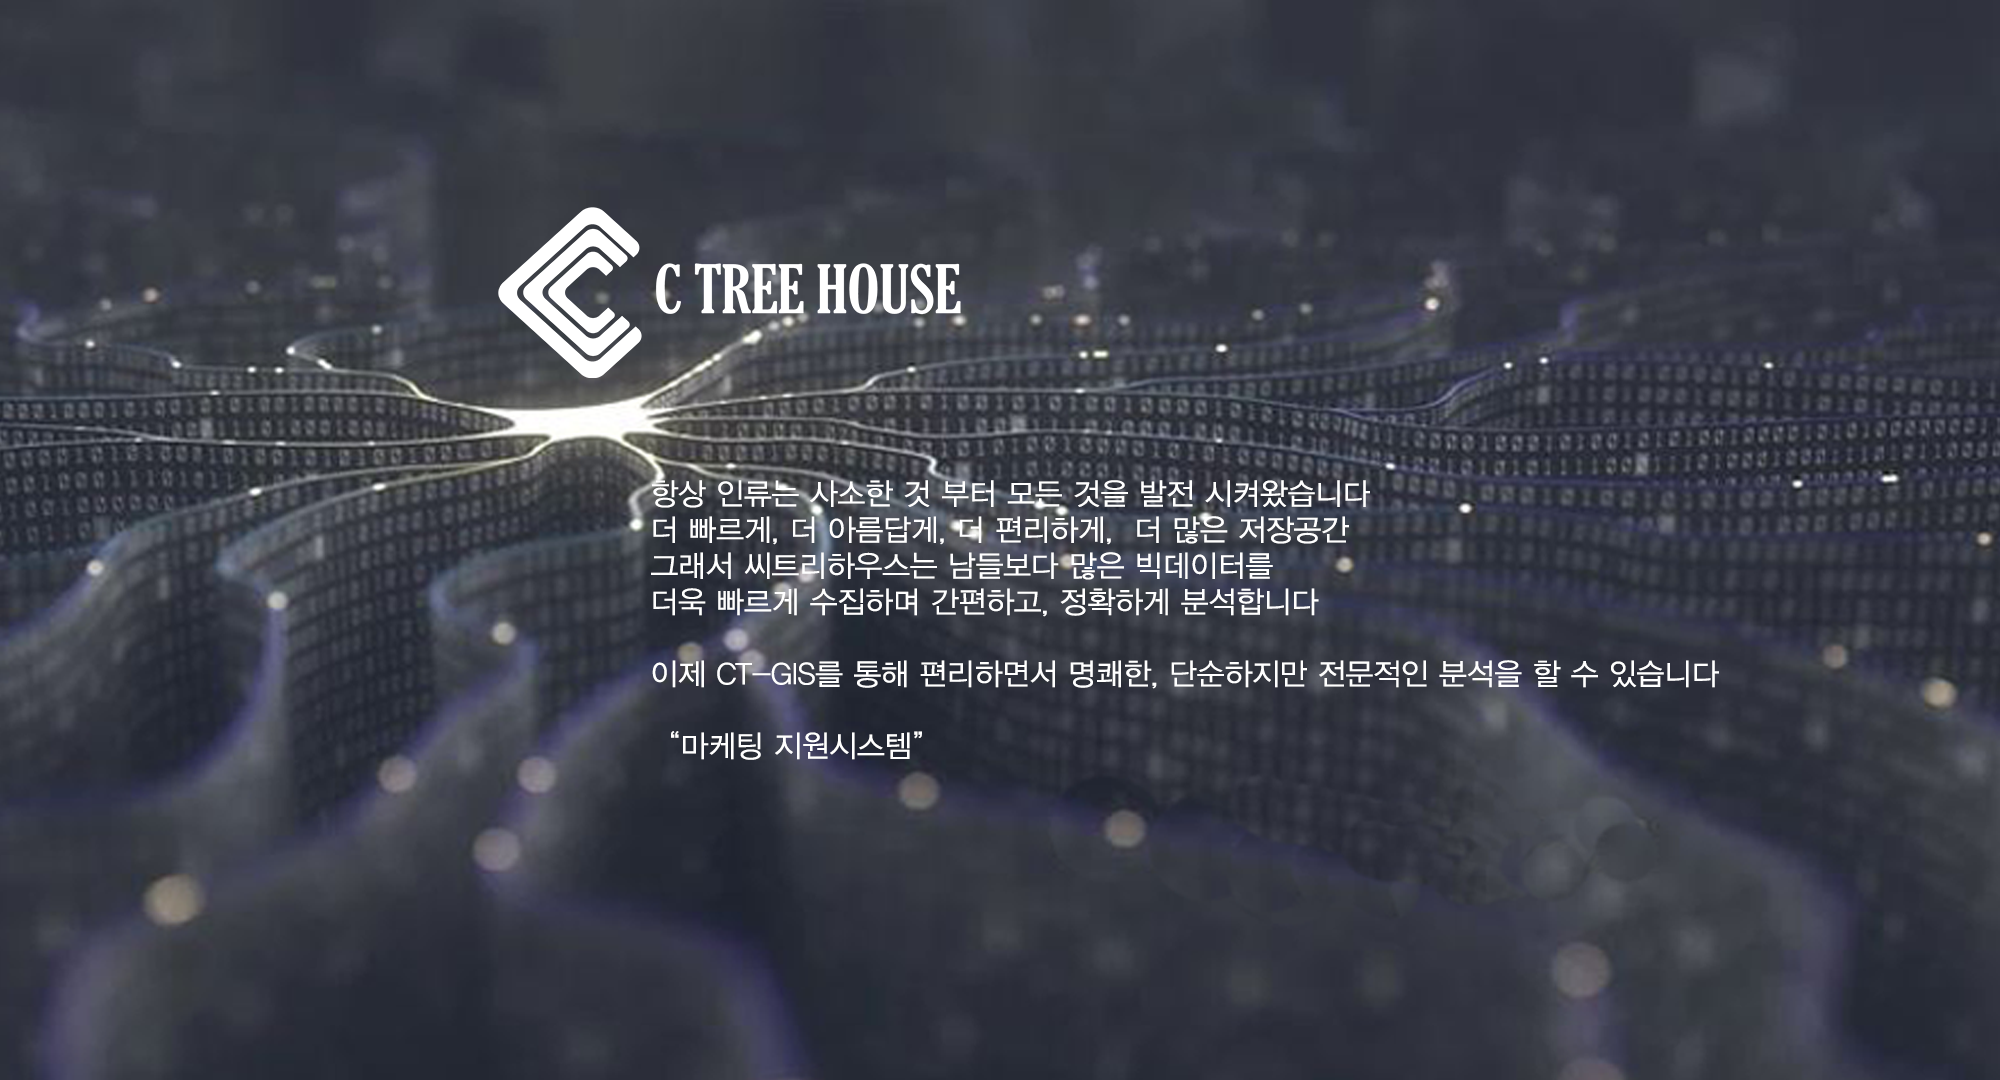 C TREE HOUSE
항상 인류는 사소한 것 부터 모든 것을 발전 시켜왔습니다
더 빠르게, 더 아름답게, 더 편리하게, 더 많은 저장공간
그래서 씨트리하우스는 남들보다 많은 빅데이터를
더욱 빠르게 수집하며 간편하고, 정확하게 분석합니다
이제 CT-GIS를 통해 편리하면서 명쾌한, 단순하지만 전문적인 분석을 할 수 있습니다
“마케팅 지원시스템”